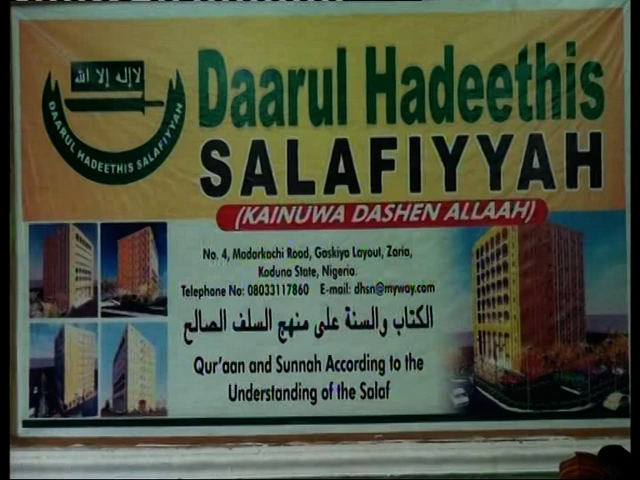 لا إله إلا الله
DAARUL HADEETHIS SALAFIYYAH
Daarul Hadeethis
SALAFIYYAH
(KAINUWA DASHEN ALLAAH)
No. 4, Madarkachi Road, Gaskiya Layout, Zaria,
Kaduna State, Nigeria.
Telephone No: 08033117860 E-mail: dhsn@myway.com
الكتاب والسنة على منهج السلف الصالح
Qur'aan and Sunnah According to the
Understanding of the Salaf